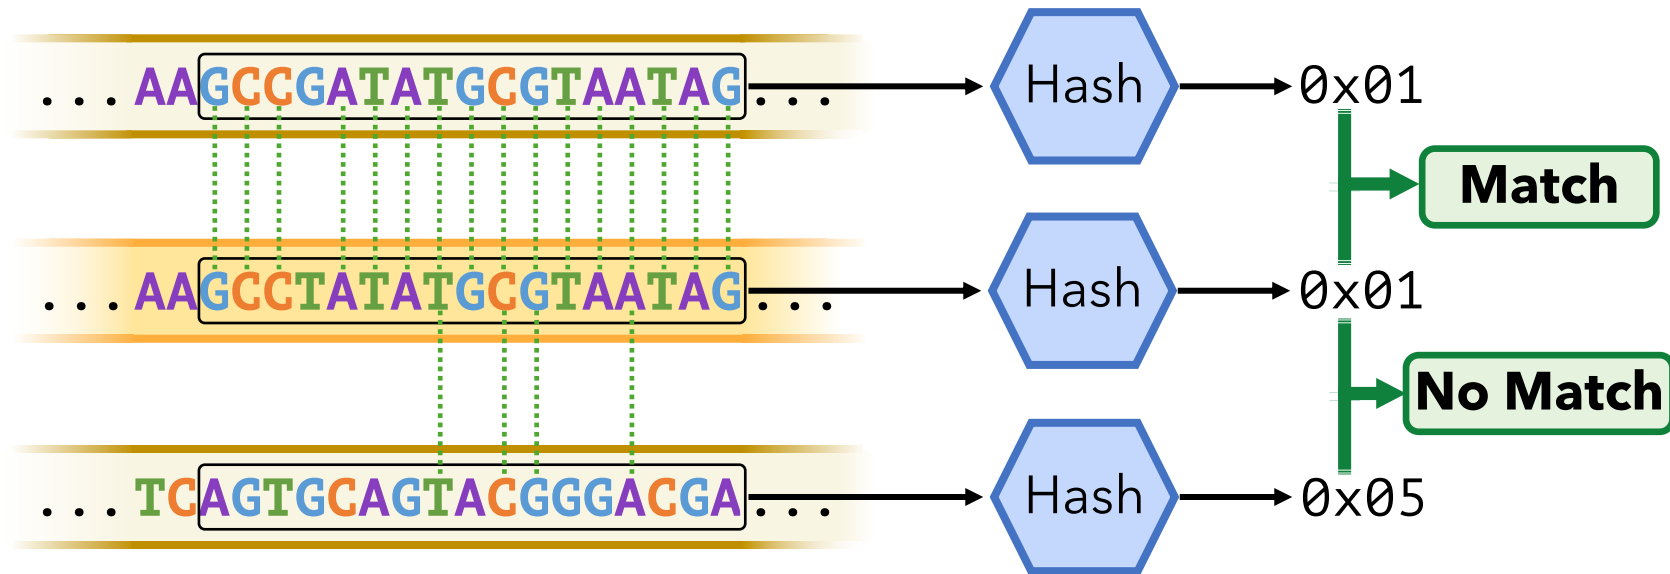 ...AAGCCGATATGCGTAATAG... Hash 0x01
Match
...AAGCCTATATGCGTAATAG... Hash 0x01
No Match
...TCAGTGCAGTACGGGACGA... Hash 0x05